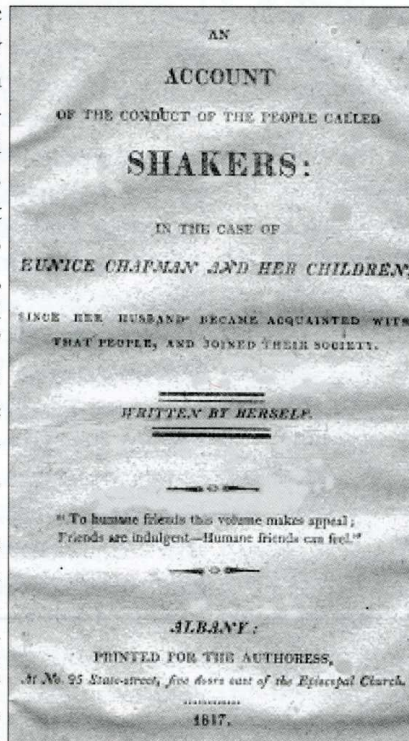 AN
ACCOUNT
OF THE CONDUCT OF THE PEOPLE CALLED
SHAKERS:
IN THE CASE OF
EUNICE CHAPMAN AND HER CHILDREN,
SINCE HER HUSBAND BECAME ACQUAINTED WITH
THAT PEOPLE, AND JOINED THEIR SOCIETY.
WRITTEN BY HERSELF.
"To humane friends this volume makes appeal;
Friends are indulgent—Humane friends can feel."
ALBANY:
PRINTED FOR THE AUTHORESS,
At No. 95 State-street, five doors east of the Episcopal Church.
1817.